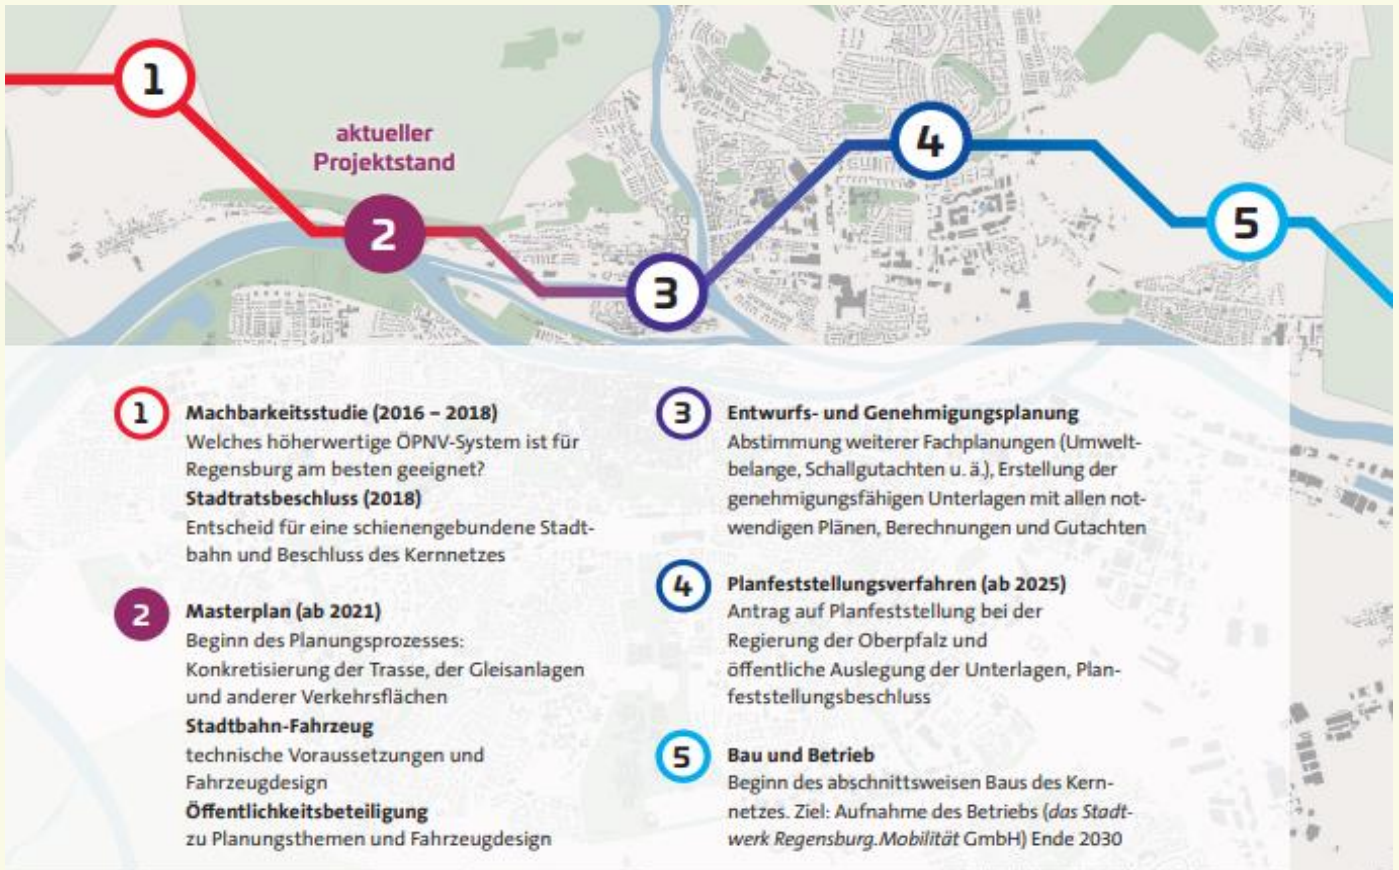 1
aktueller
Projektstand
2
3
4
5
1
Machbarkeitsstudie (2016 – 2018)
Welches höherwertige ÖPNV-System ist für
Regensburg am besten geeignet?
Stadtratsbeschluss (2018)
Entscheid für eine schienengebundene Stadt-
bahn und Beschluss des Kernnetzes
2
Masterplan (ab 2021)
Beginn des Planungsprozesses:
Konkretisierung der Trasse, der Gleisanlagen
und anderer Verkehrsflächen
Stadtbahn-Fahrzeug
technische Voraussetzungen und
Fahrzeugdesign
Öffentlichkeitsbeteiligung
zu Planungsthemen und Fahrzeugdesign
3
Entwurfs- und Genehmigungsplanung
Abstimmung weiterer Fachplanungen (Umwelt-
belange, Schallgutachten u. ä.), Erstellung der
genehmigungsfähigen Unterlagen mit allen not-
wendigen Plänen, Berechnungen und Gutachten
4
Planfeststellungsverfahren (ab 2025)
Antrag auf Planfeststellung bei der
Regierung der Oberpfalz und
öffentliche Auslegung der Unterlagen, Plan-
feststellungsbeschluss
5
Bau und Betrieb
Beginn des abschnittsweisen Baus des Kern-
netzes. Ziel: Aufnahme des Betriebs (das Stadt-
werk Regensburg.Mobilität GmbH) Ende 2030